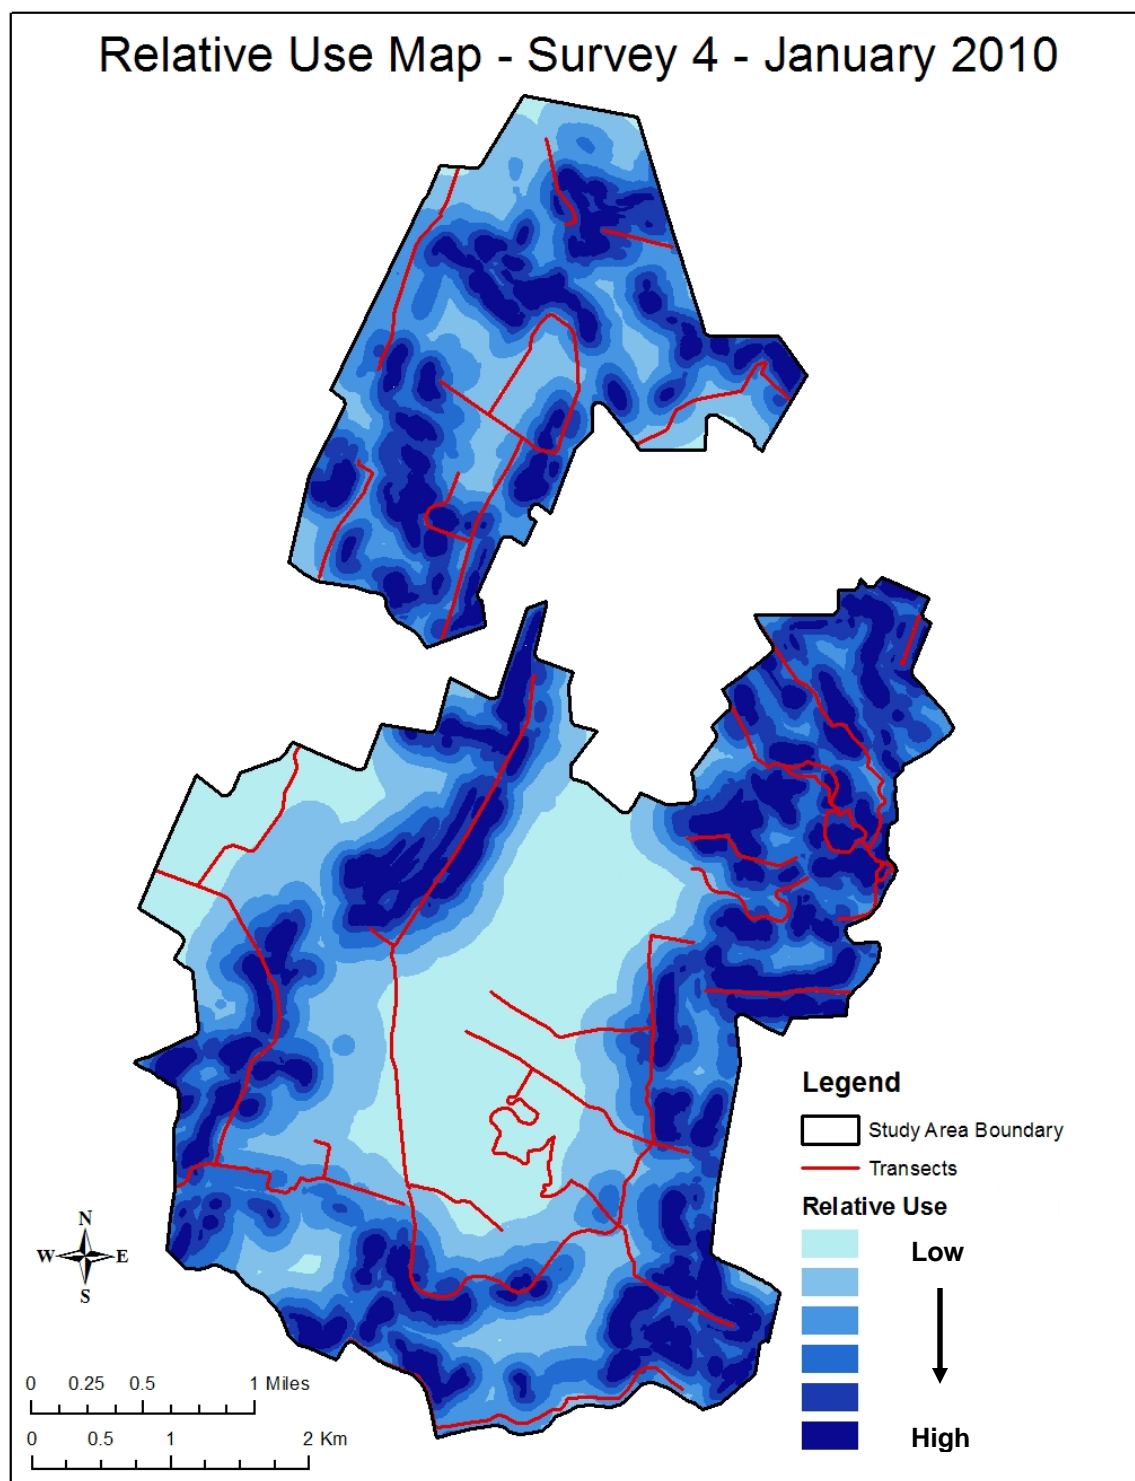 Relative Use Map - Survey 4 - January 2010
Legend
Study Area Boundary
Transects
Relative Use
Low
High
N
W E
S
0 0.25 0.5 1 Miles
0 0.5 1 2 Km